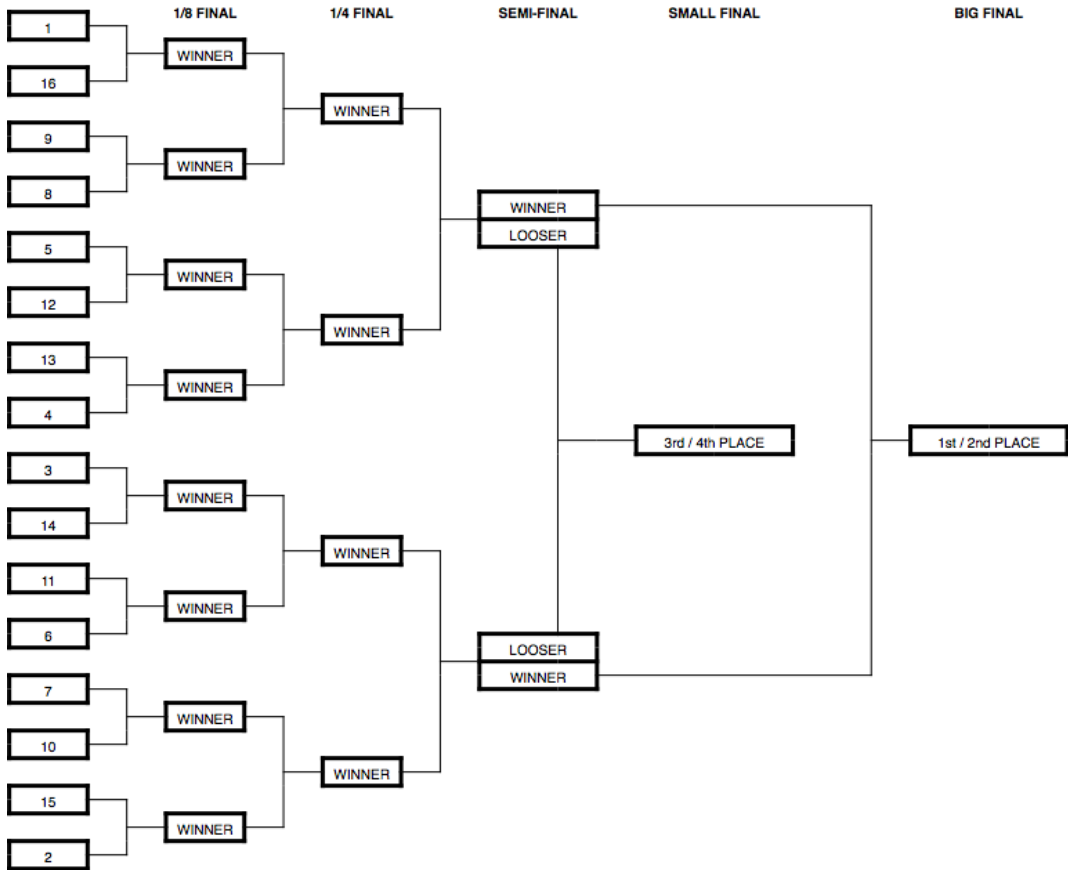 1/8 FINAL 1/4 FINAL SEMI-FINAL SMALL FINAL BIG FINAL
1
WINNER
16
WINNER
9
WINNER
8
WINNER
LOOSER
5
WINNER
12
WINNER
13
WINNER
4
3rd / 4th PLACE
1st / 2nd PLACE
3
WINNER
14
WINNER
11
WINNER
6
LOOSER
WINNER
7
WINNER
10
WINNER
15
WINNER
2